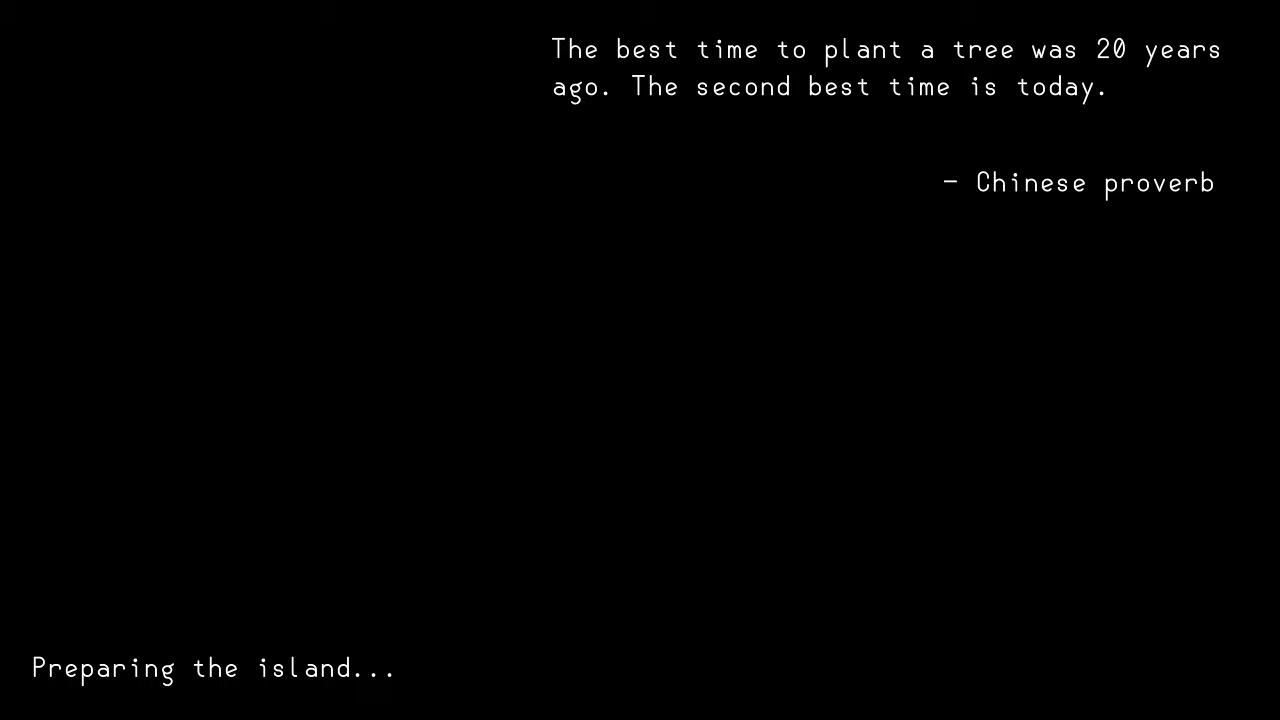 The best time to plant a tree was 20 years
ago. The second best time is today.
- Chinese proverb
Preparing the island...